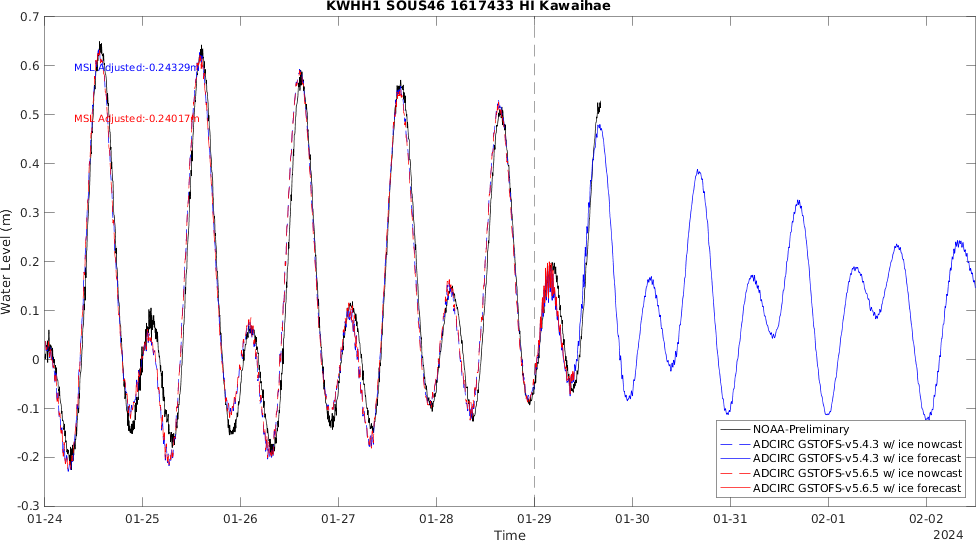 KWHH1 SOUS46 1617433 HI Kawaihae
0.7
0.6
0.5
0.4
0.3
0.2
0.1
0
-0.1
-0.2
-0.3
Water Level (m)
MSL Adjusted:-0.24329m
MSL Adjusted:-0.24017m
NOAA-Preliminary
ADCIRC GSTOFS-v5.4.3 w/ ice nowcast
ADCIRC GSTOFS-v5.4.3 w/ ice forecast
ADCIRC GSTOFS-v5.6.5 w/ ice nowcast
ADCIRC GSTOFS-v5.6.5 w/ ice forecast
01-24 01-25 01-26 01-27 01-28 01-29 01-30 01-31 02-01 02-02
Time
2024